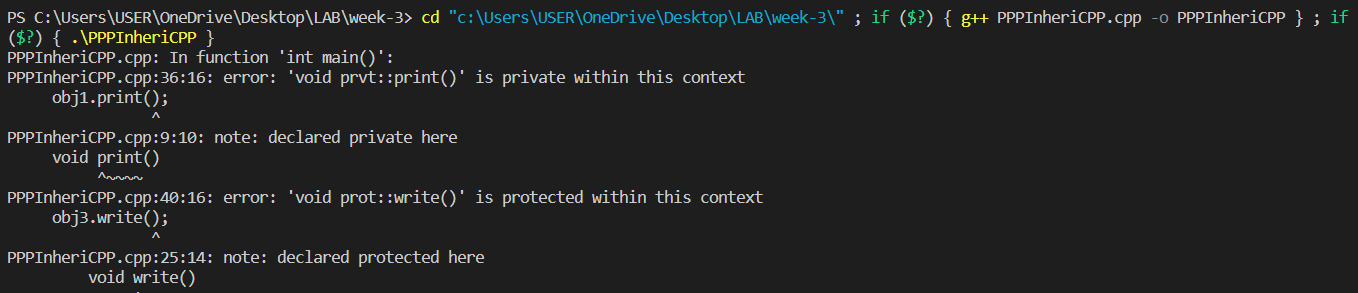 PS C:\Users\USER\OneDrive\Desktop\LAB\week-3> cd "c:\Users\USER\OneDrive\Desktop\LAB\week-3\" ; if ($?) { g++ PPPInheriCPP.cpp -o PPPInheriCPP } ; if
($?) { .\PPPInheriCPP }
PPPInheriCPP.cpp: In function 'int main()':
PPPInheriCPP.cpp:36:16: error: 'void prvt::print()' is private within this context
     obj1.print();
                ^
PPPInheriCPP.cpp:9:10: note: declared private here
     void print()
          ^~~~~
PPPInheriCPP.cpp:40:16: error: 'void prot::write()' is protected within this context
     obj3.write();
                ^
PPPInheriCPP.cpp:25:14: note: declared protected here
         void write()